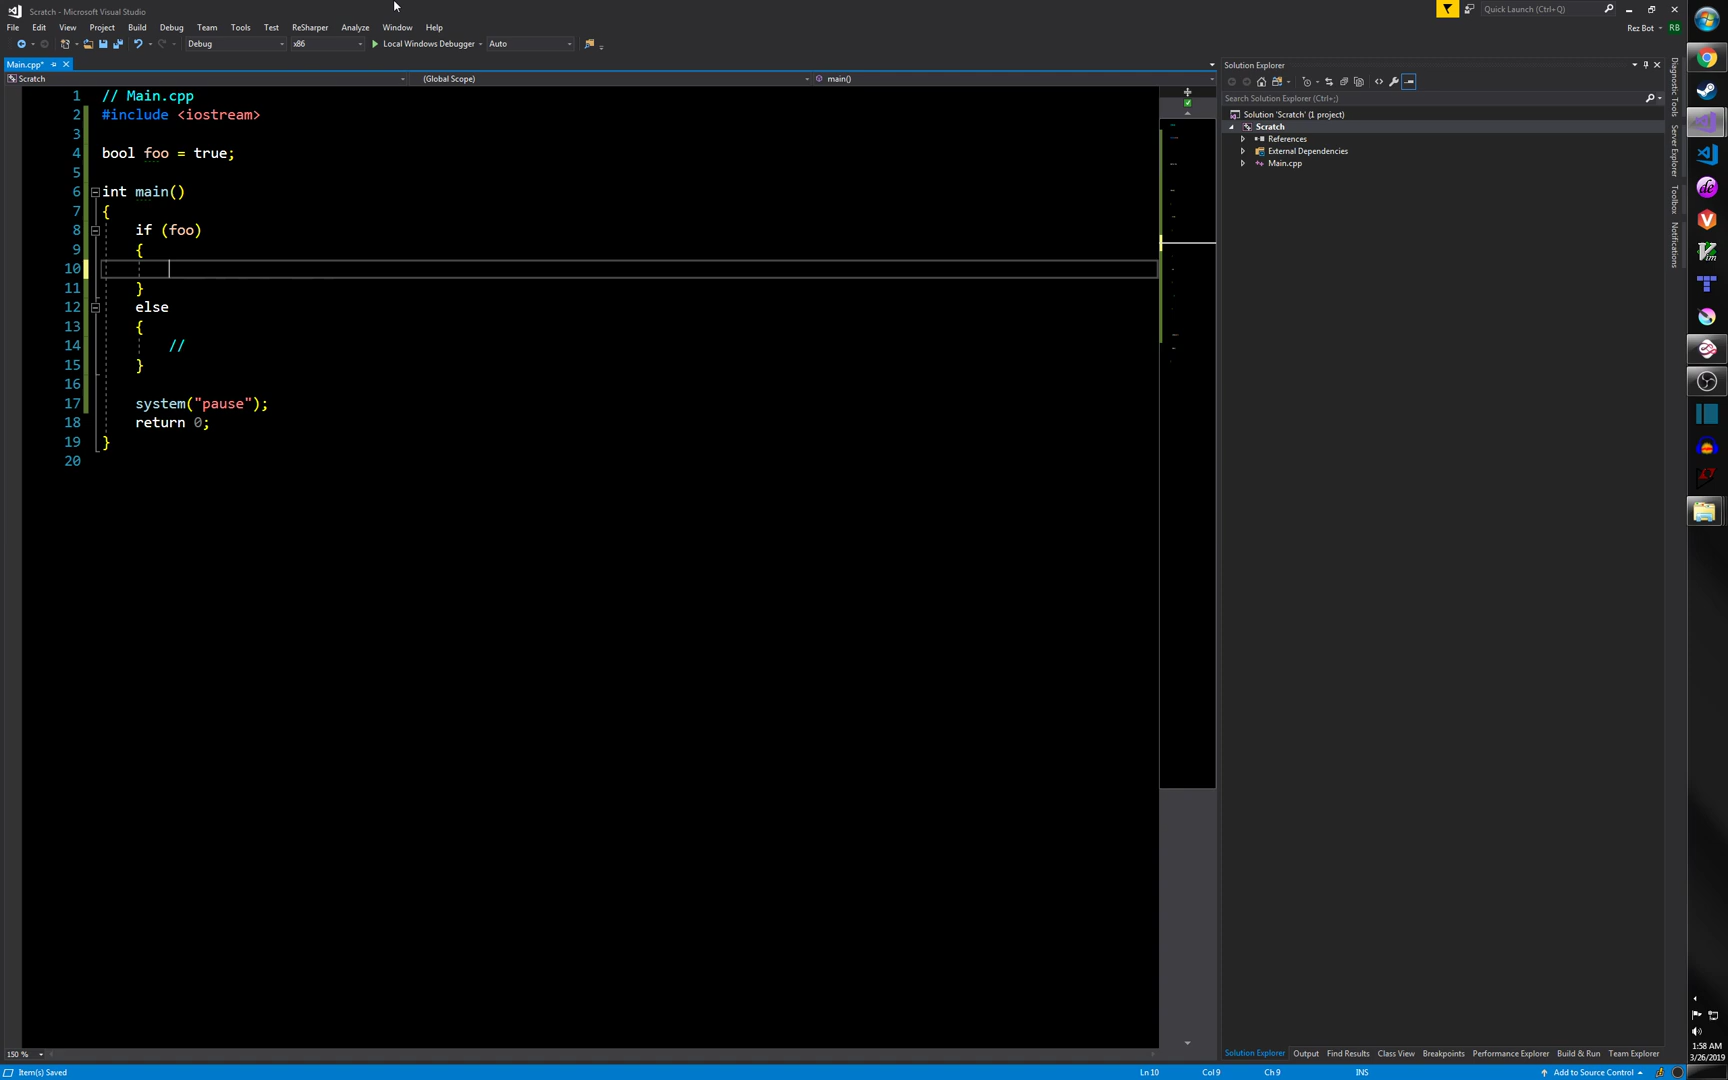 Scratch - Microsoft Visual Studio
Quick Launch (Ctrl+Q)
File Edit View Project Build Debug Team Tools Test ReSharper Analyze Window Help
Rez Bot RB
Debug x86 Local Windows Debugger Auto
Main.cpp*
Scratch (Global Scope) main()
1 // Main.cpp
2 #include <iostream>
3
4 bool foo = true;
5
6 int main()
7 {
8 if (foo)
9 {
10
11 }
12 else
13 {
14 //
15 }
16
17 system("pause");
18 return 0;
19 }
20
Solution Explorer
Search Solution Explorer (Ctrl+;)
Solution 'Scratch' (1 project)
Scratch
References
External Dependencies
Main.cpp
Diagnostic Tools
Server Explorer
Toolbox
Notifications
150 %
Solution Explorer Output Find Results Class View Breakpoints Performance Explorer Build & Run Team Explorer
Item(s) Saved Ln 10 Col 9 Ch 9 INS Add to Source Control
1:58 AM
3/26/2019